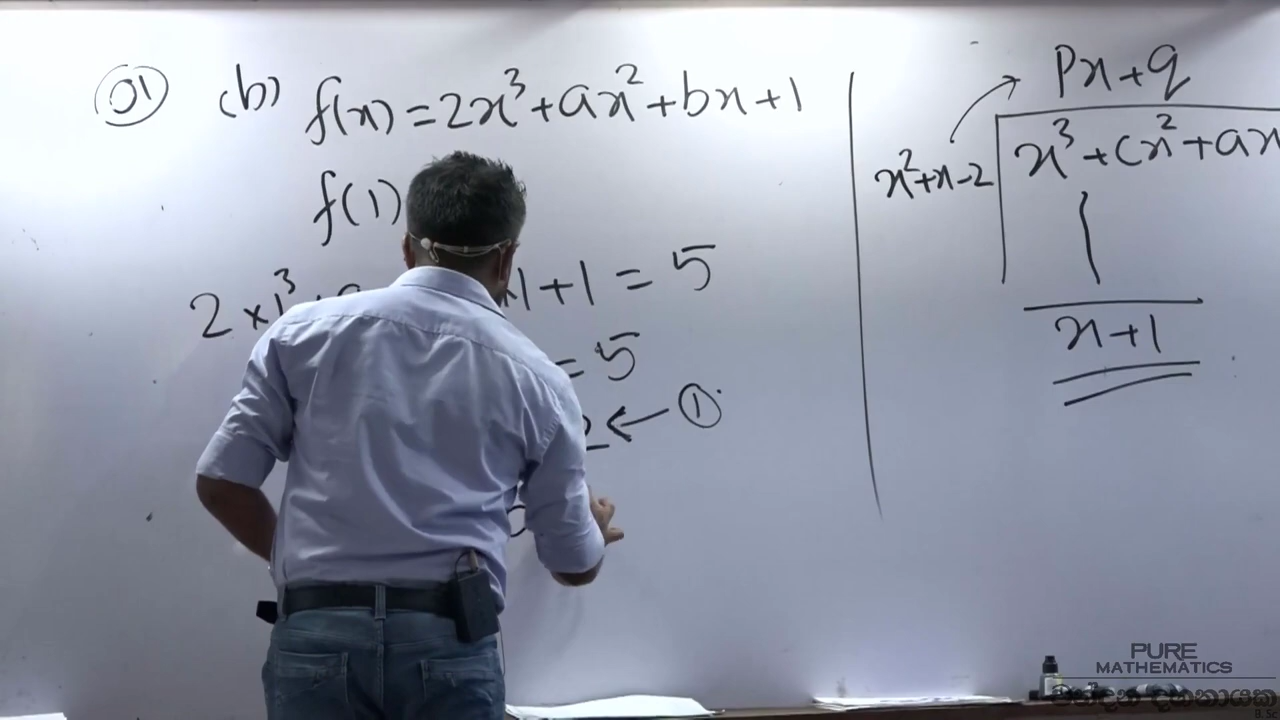 01 (b) f(x) = 2x³ + ax² + bx + 1
f(1)
2 × 1³ + a x1 + 1 = 5
= 5
2 ← ①
px + q
x² + x - 2 x³ + cx² + ax
x + 1
PURE
MATHEMATICS